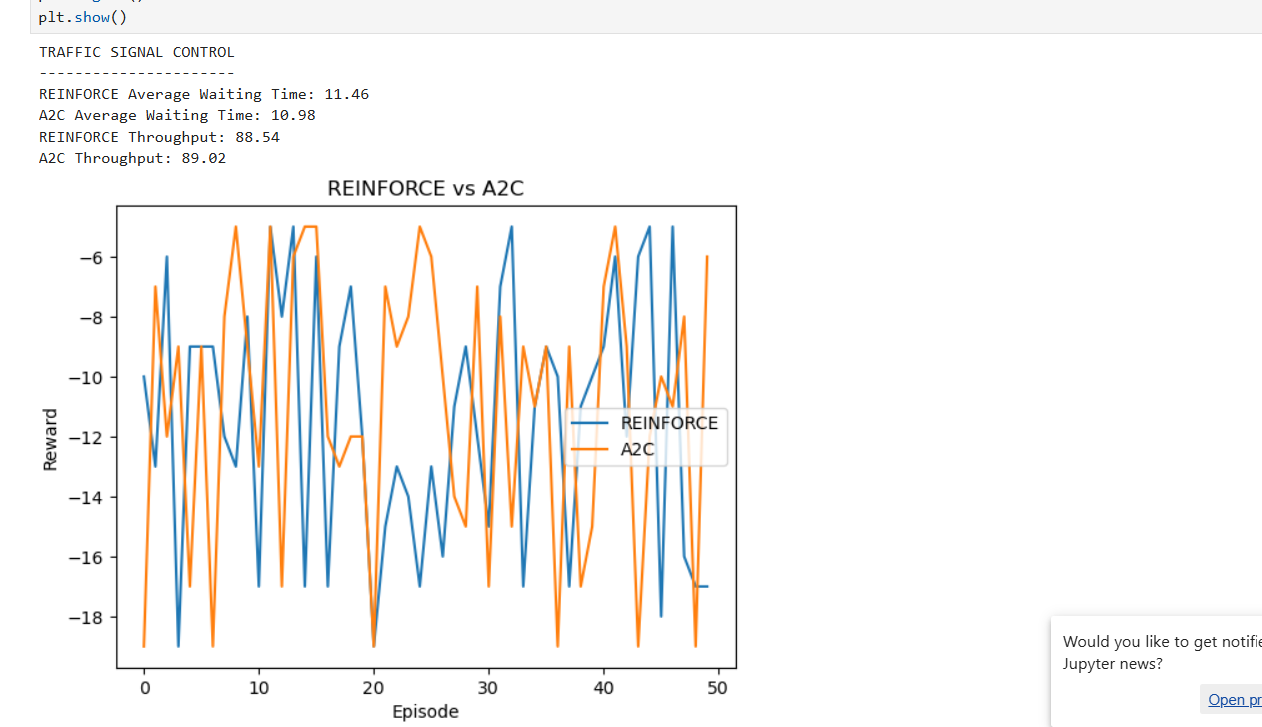 plt.show()
TRAFFIC SIGNAL CONTROL
----------------------
REINFORCE Average Waiting Time: 11.46
A2C Average Waiting Time: 10.98
REINFORCE Throughput: 88.54
A2C Throughput: 89.02
REINFORCE vs A2C
−6
−8
−10
−12
−14
−16
−18
Reward
REINFORCE
A2C
0 10 20 30 40 50
Episode
Would you like to get
Jupyter news?
Open